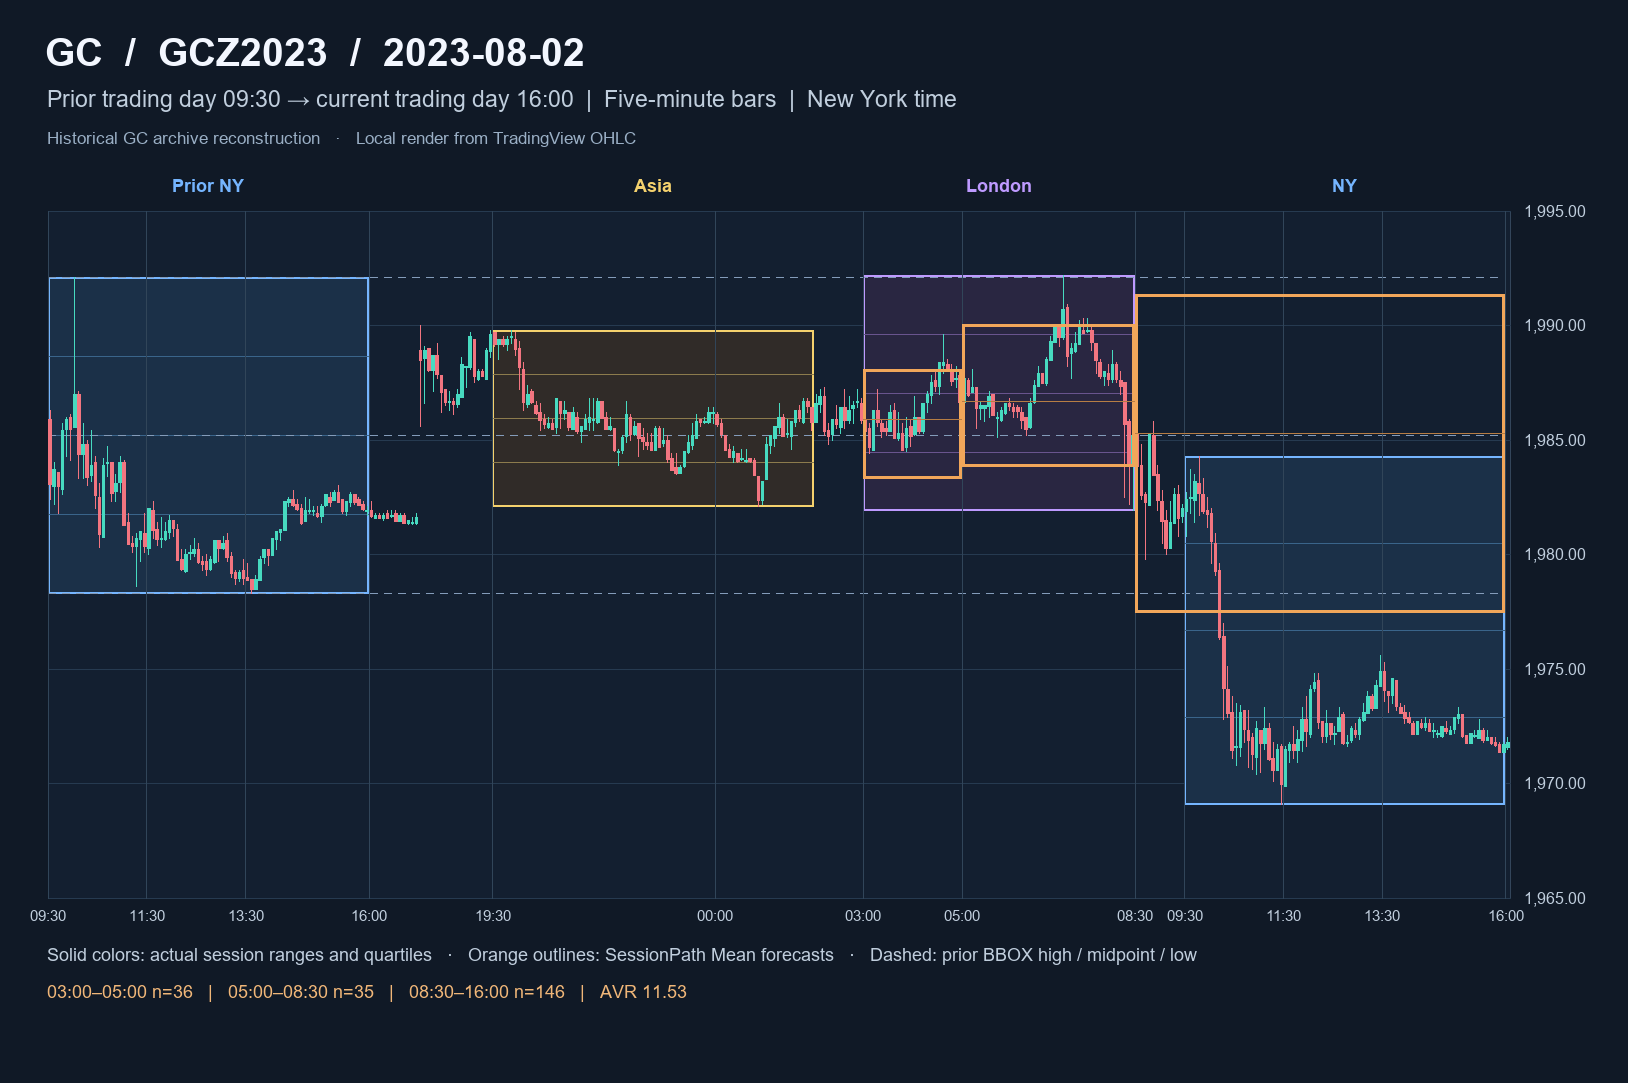 GC / GCZ2023 / 2023-08-02
Prior trading day 09:30 → current trading day 16:00 | Five-minute bars | New York time
Historical GC archive reconstruction · Local render from TradingView OHLC
Prior NY Asia London NY
1,995.00
1,990.00
1,985.00
1,980.00
1,975.00
1,970.00
1,965.00
09:30 11:30 13:30 16:00 19:30 00:00 03:00 05:00 08:30 09:30 11:30 13:30 16:00
Solid colors: actual session ranges and quartiles · Orange outlines: SessionPath Mean forecasts · Dashed: prior BBOX high / midpoint / low
03:00–05:00 n=36 | 05:00–08:30 n=35 | 08:30–16:00 n=146 | AVR 11.53